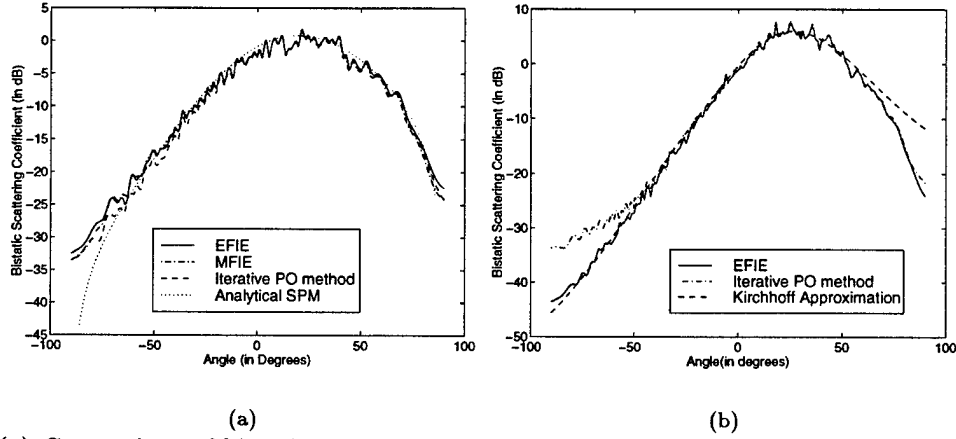 Bistatic Scattering Coefficient (in dB)
5
0
−5
−10
−15
−20
−25
−30
−35
−40
−45
EFIE
MFIE
Iterative PO method
Analytical SPM
−100
−50
0
50
100
Angle (in Degrees)
(a)
Bistatic Scattering Coefficient (in dB)
10
0
−10
−20
−30
−40
−50
EFIE
Iterative PO method
Kirchhoff Approximation
−100
−50
0
50
100
Angle(in degrees)
(b)